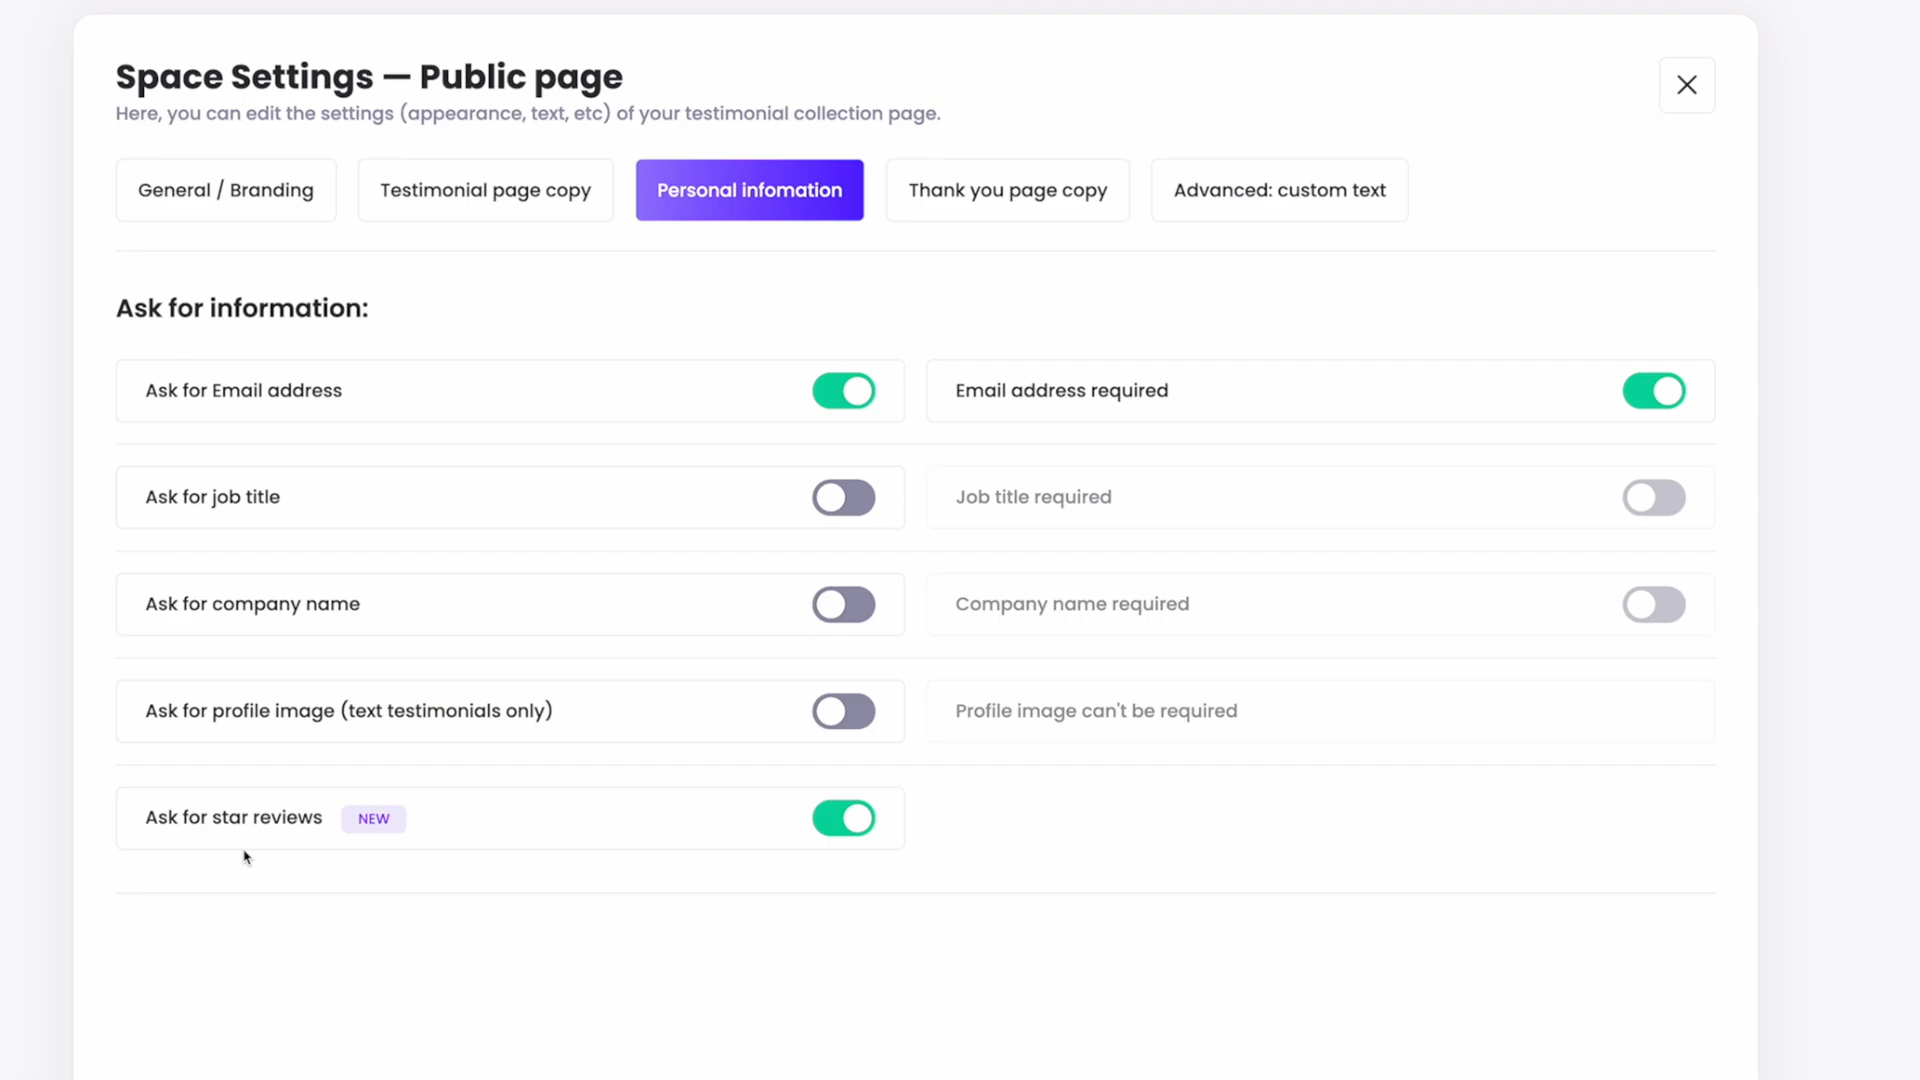 Space Settings — Public page
Here, you can edit the settings (appearance, text, etc) of your testimonial collection page.
General / Branding
Testimonial page copy
Personal infomation
Thank you page copy
Advanced: custom text
Ask for information:
Ask for Email address
Email address required
Ask for job title
Job title required
Ask for company name
Company name required
Ask for profile image (text testimonials only)
Profile image can't be required
Ask for star reviews NEW